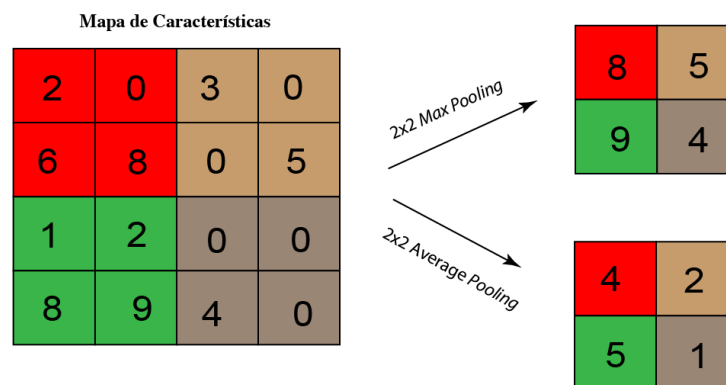 Mapa de Característicās
2 0 3 0
6 8 0 5
1 2 0 0
8 9 4 0
2x2 Max Pooling
8 5
9 4
2x2 Average Pooling
4 2
5 1